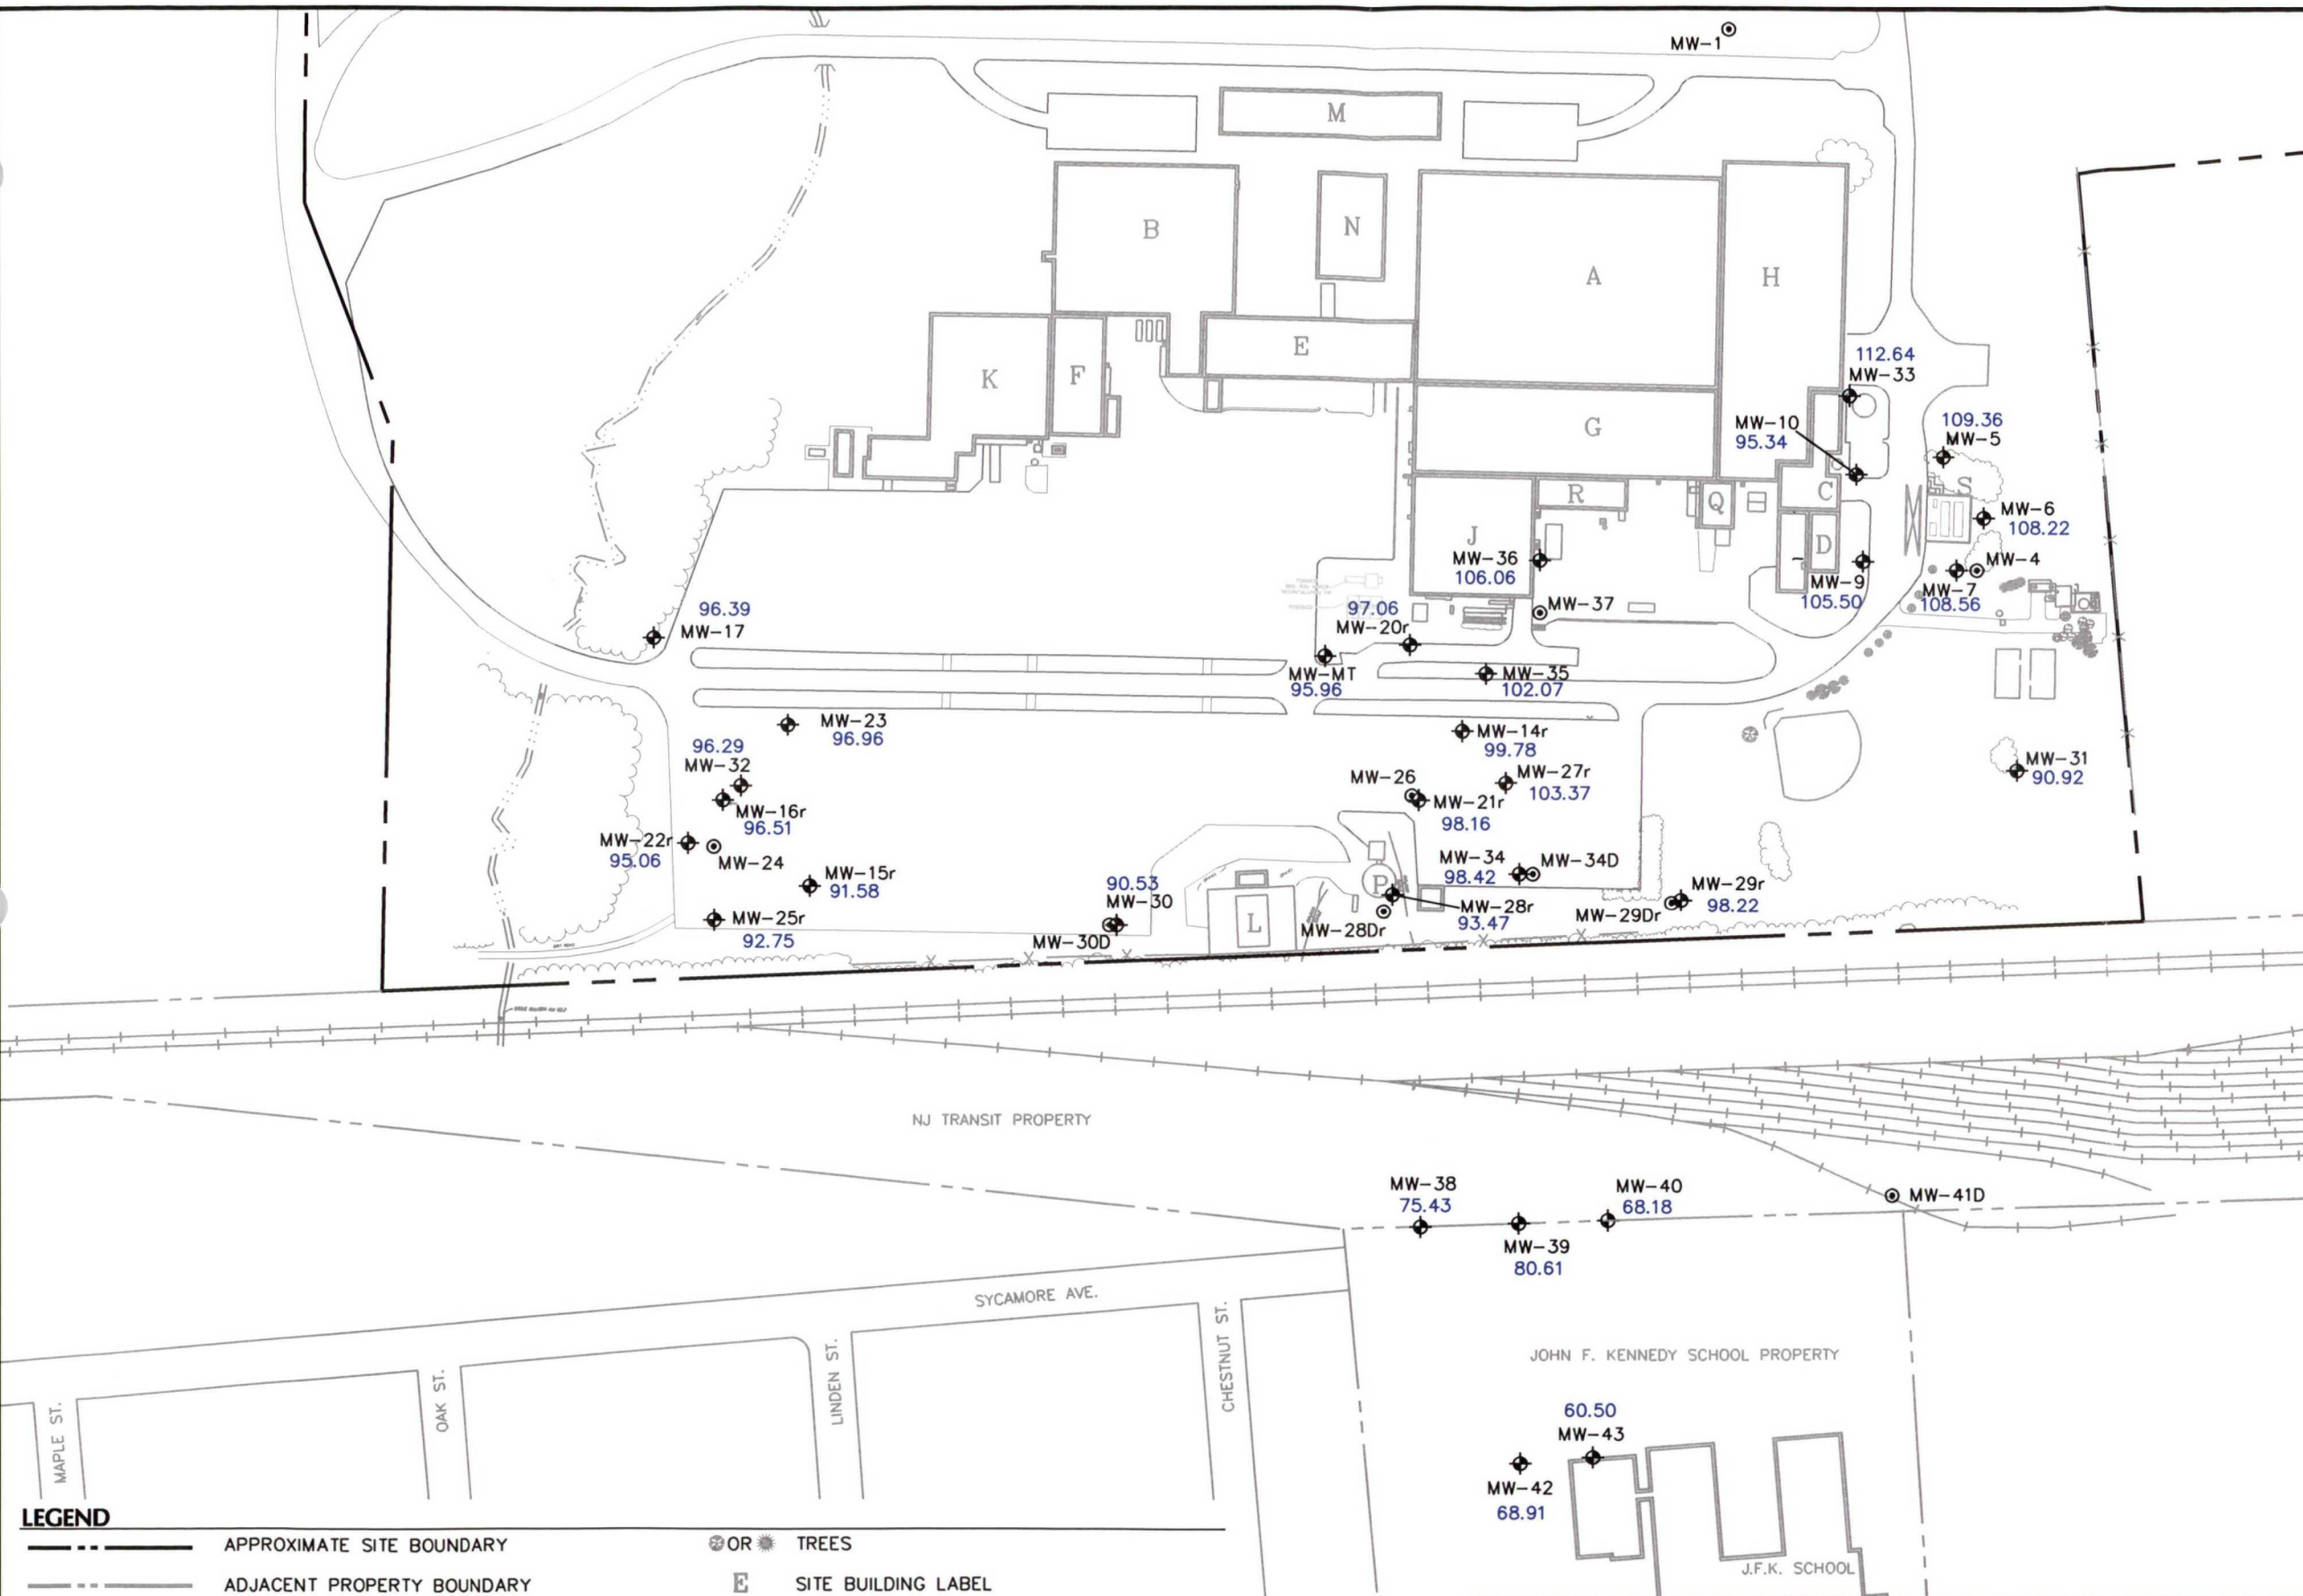 MW-1
M
B
N
A
H
E
K
F
G
112.64
MW-33
MW-10
95.34
109.36
MW-5
C
S
R
Q
MW-6
108.22
J
D
MW-36
106.06
MW-4
MW-9
105.50
MW-7
108.56
96.39
MW-17
97.06
MW-20r
MW-37
MW-MT
95.96
MW-35
102.07
MW-23
96.96
MW-14r
99.78
96.29
MW-32
MW-26
MW-27r
103.37
MW-31
90.92
MW-16r
96.51
MW-21r
98.16
MW-22r
95.06
MW-24
MW-15r
91.58
MW-34
98.42
MW-34D
90.53
MW-30
P
MW-29r
98.22
MW-25r
92.75
MW-28r
93.47
MW-29Dr
L
MW-30D
MW-28Dr
NJ TRANSIT PROPERTY
MW-38
75.43
MW-40
68.18
MW-41D
MW-39
80.61
SYCAMORE AVE.
CHESTNUT ST.
LINDEN ST.
OAK ST.
MAPLE ST.
JOHN F. KENNEDY SCHOOL PROPERTY
60.50
MW-43
MW-42
68.91
J.F.K. SCHOOL
LEGEND
APPROXIMATE SITE BOUNDARY
OR
TREES
ADJACENT PROPERTY BOUNDARY
E
SITE BUILDING LABEL